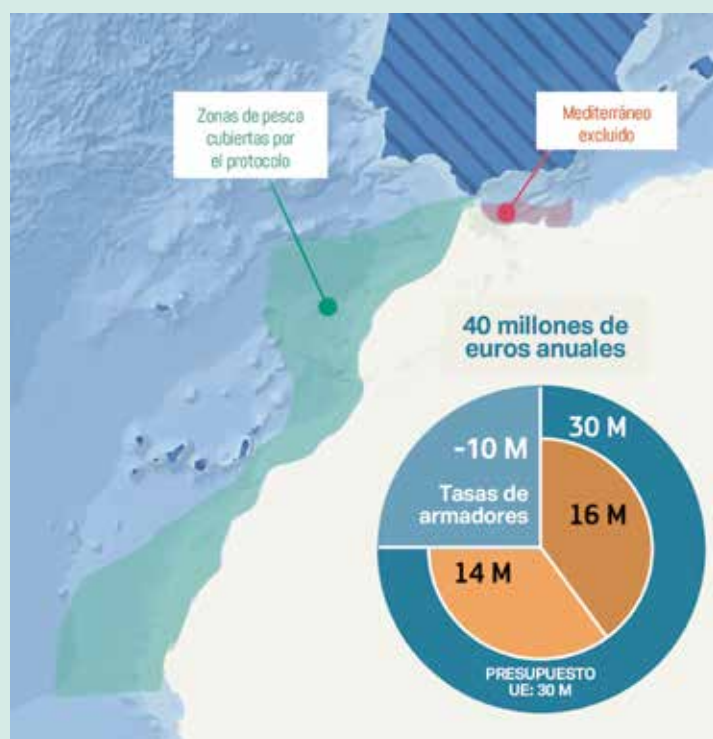 Zonas de pesca
cubiertas por
el protocolo
Mediterráneo
excluido
40 millones de
euros anuales
-10 M
Tasas de
armadores
30 M
16 M
14 M
PRESUPUESTO
UE: 30 M